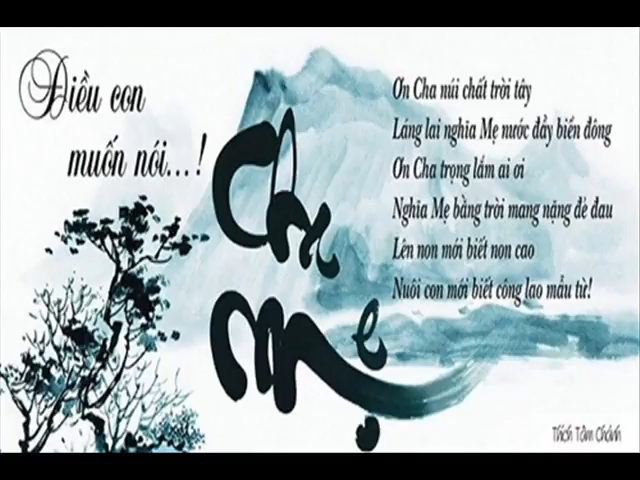 Điều con
muốn nói...!
Cha
Mẹ
Ơn Cha núi chất trời tây
Láng lai nghĩa Mẹ nước đầy biển đông
Ơn Cha trọng lắm ai ơi
Nghĩa Mẹ bằng trời mang nặng đẻ đau
Lên non mới biết non cao
Nuôi con mới biết công lao mẫu từ!
Thích Tâm Chánh